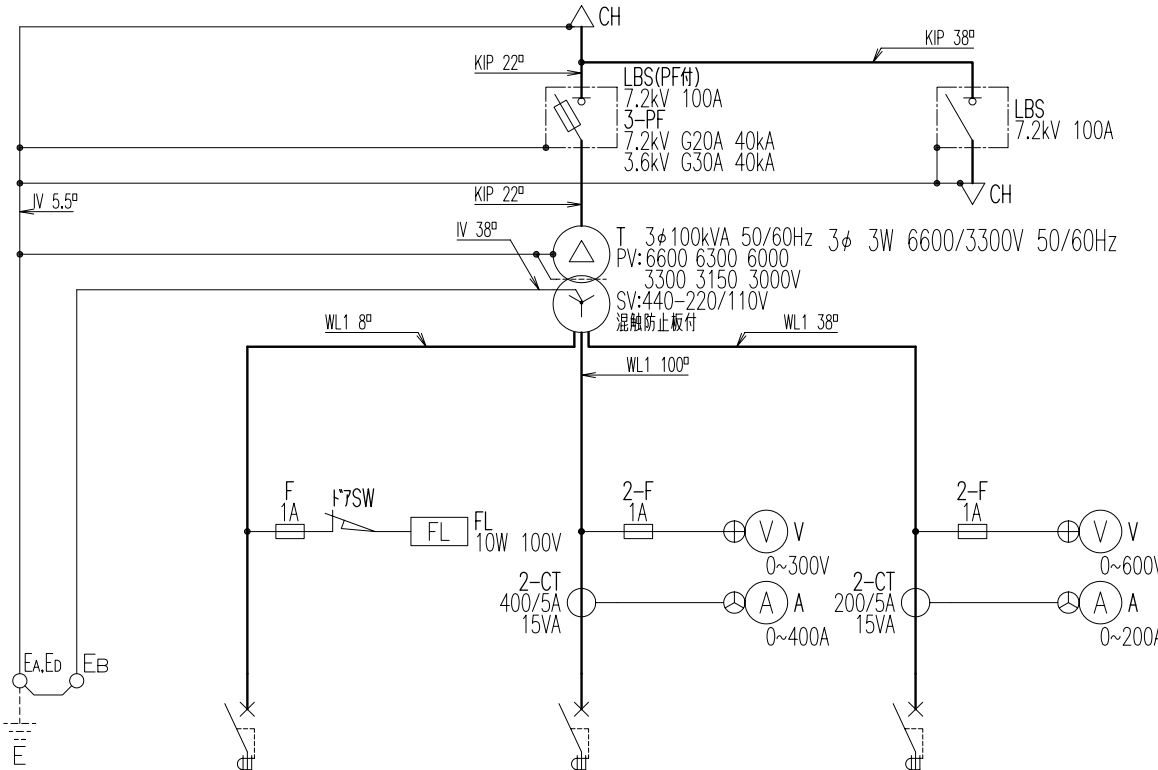 CH
KIP 38□
KIP 22□
LBS(PF付)
7.2kV 100A
3-PF
7.2kV G20A 40kA
3.6kV G30A 40kA
LBS
7.2kV 100A
KIP 22□
CH
IV 5.5□
IV 38□
T 3φ100kVA 50/60Hz 3φ 3W 6600/3300V 50/60Hz
PV:6600 6300 6000
3300 3150 3000V
SV:440-220/110V
混触防止板付
WL1 8□
WL1 38□
WL1 100□
F
1A
ドアSW
FL
FL
10W 100V
2-F
1A
V V
0~300V
2-CT
400/5A
15VA
A A
0~400A
2-F
1A
V V
0~600V
2-CT
200/5A
15VA
A A
0~200A
EA,ED
EB
E